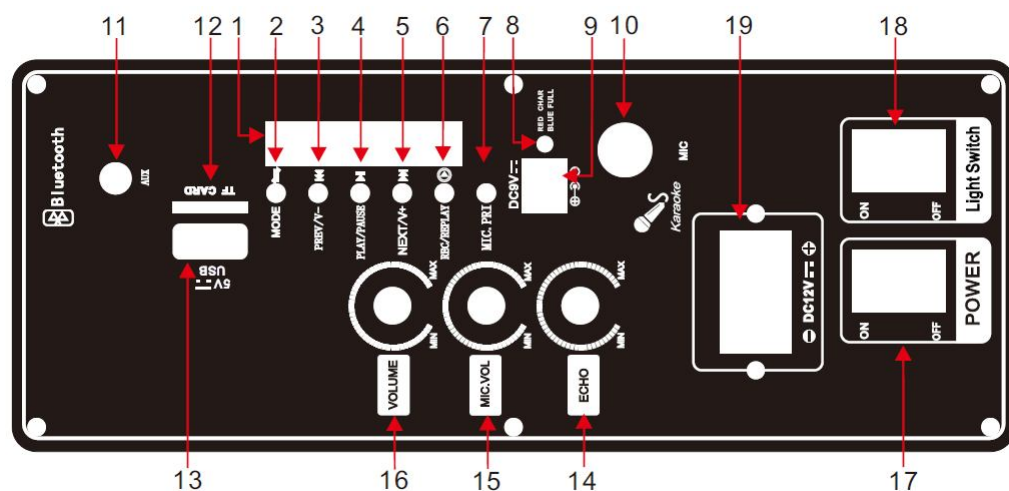 11
12
2
3
4
5
6
7
8
9
10
19
18
1
Bluetooth
AUX
TF CARD
5V
USB
MODE
PREV/V-
PLAY/PAUSE
NEXT/V+
REC/REPLAY
MIC. PRI
RED CHAR
BLUE FULL
DC9V
MIC
Karaoke
ON
OFF
Light Switch
DC12V
ON
OFF
POWER
MAX
MIN
VOLUME
MAX
MIN
MIC.VOL
MAX
MIN
ECHO
13
16
15
14
17